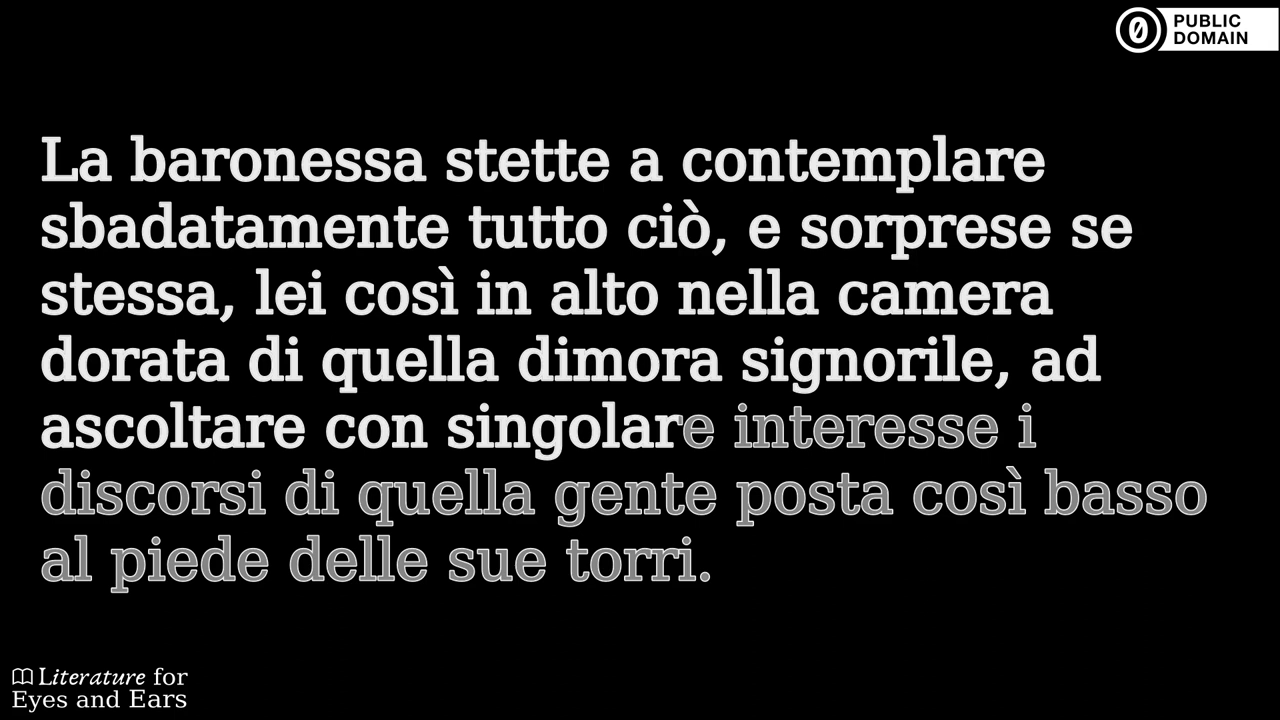 PUBLIC
DOMAIN
La baronessa stette a contemplare
sbadatamente tutto ciò, e sorprese se
stessa, lei così in alto nella camera
dorata di quella dimora signorile, ad
ascoltare con singolare interesse i
discorsi di quella gente posta così basso
al piede delle sue torri.
Literature for
Eyes and Ears